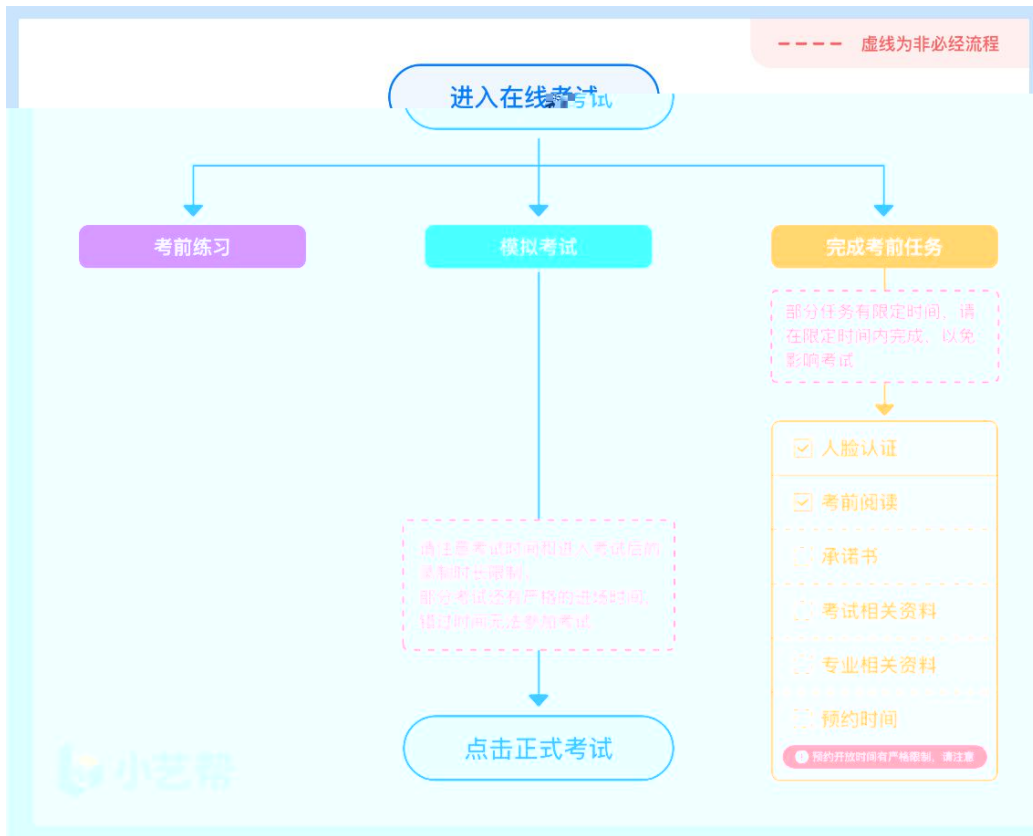 虚线为非必经流程
进入在线考试
考前练习
模拟考试
完成考前任务
部分任务有限定时间，请
在限定时间内完成，以免
影响考试
人脸认证
考前阅读
承诺书
考试相关资料
专业相关资料
预约时间
预约开放时间有严格限制，请注意
请注意考试时间和进入考试后的
录制时长限制，
部分考试还有严格的进场时间，
错过时间无法参加考试
点击正式考试
小艺帮